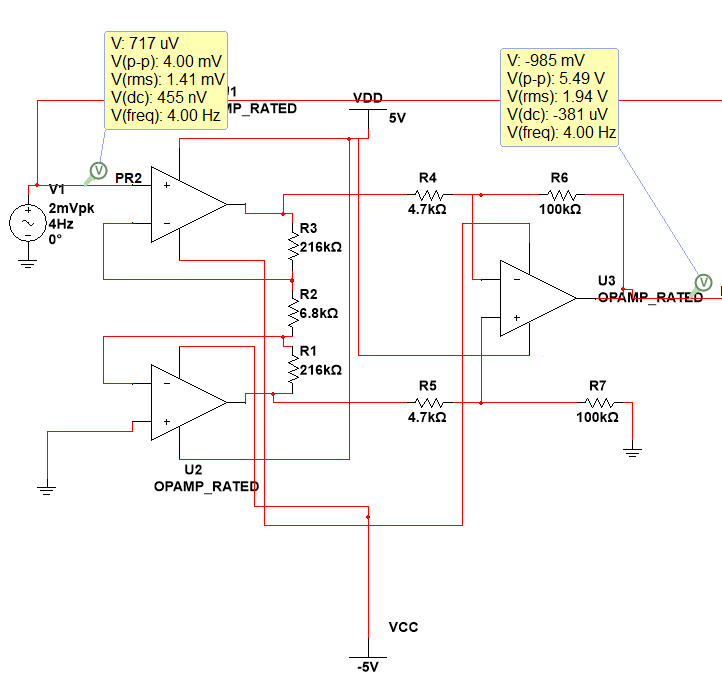 V: 717 uV
V(p-p): 4.00 mV
V(rms): 1.41 mV
V(dc): 455 nV
V(freq): 4.00 Hz
V: -985 mV
V(p-p): 5.49 V
V(rms): 1.94 V
V(dc): -381 uV
V(freq): 4.00 Hz
VDD
5V
V
PR2
V1
2mVpk
4Hz
0°
R3
216kΩ
R2
6.8kΩ
R1
216kΩ
U2
OPAMP_RATED
R4
4.7kΩ
R6
100kΩ
V
U3
OPAMP_RATED
R5
4.7kΩ
R7
100kΩ
VCC
-5V